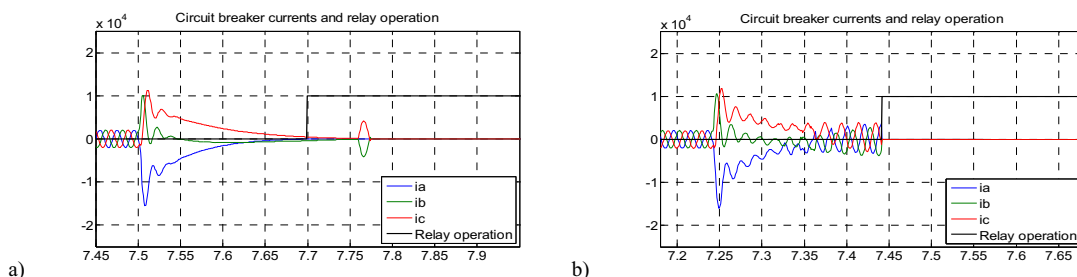 Circuit breaker currents and relay operation
x 10^4
2
1
0
-1
-2
7.45 7.5 7.55 7.6 7.65 7.7 7.75 7.8 7.85 7.9
ia
ib
ic
Relay operation
a)
Circuit breaker currents and relay operation
x 10^4
2
1
0
-1
-2
7.2 7.25 7.3 7.35 7.4 7.45 7.5 7.55 7.6 7.65
ia
ib
ic
Relay operation
b)